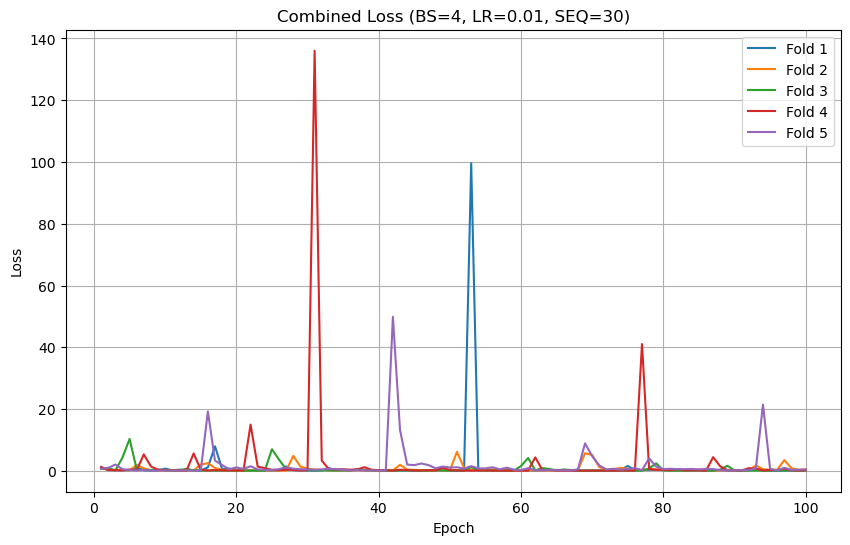 Combined Loss (BS=4, LR=0.01, SEQ=30)
140
120
100
80
60
40
20
0
Loss
Fold 1
Fold 2
Fold 3
Fold 4
Fold 5
0 20 40 60 80 100
Epoch